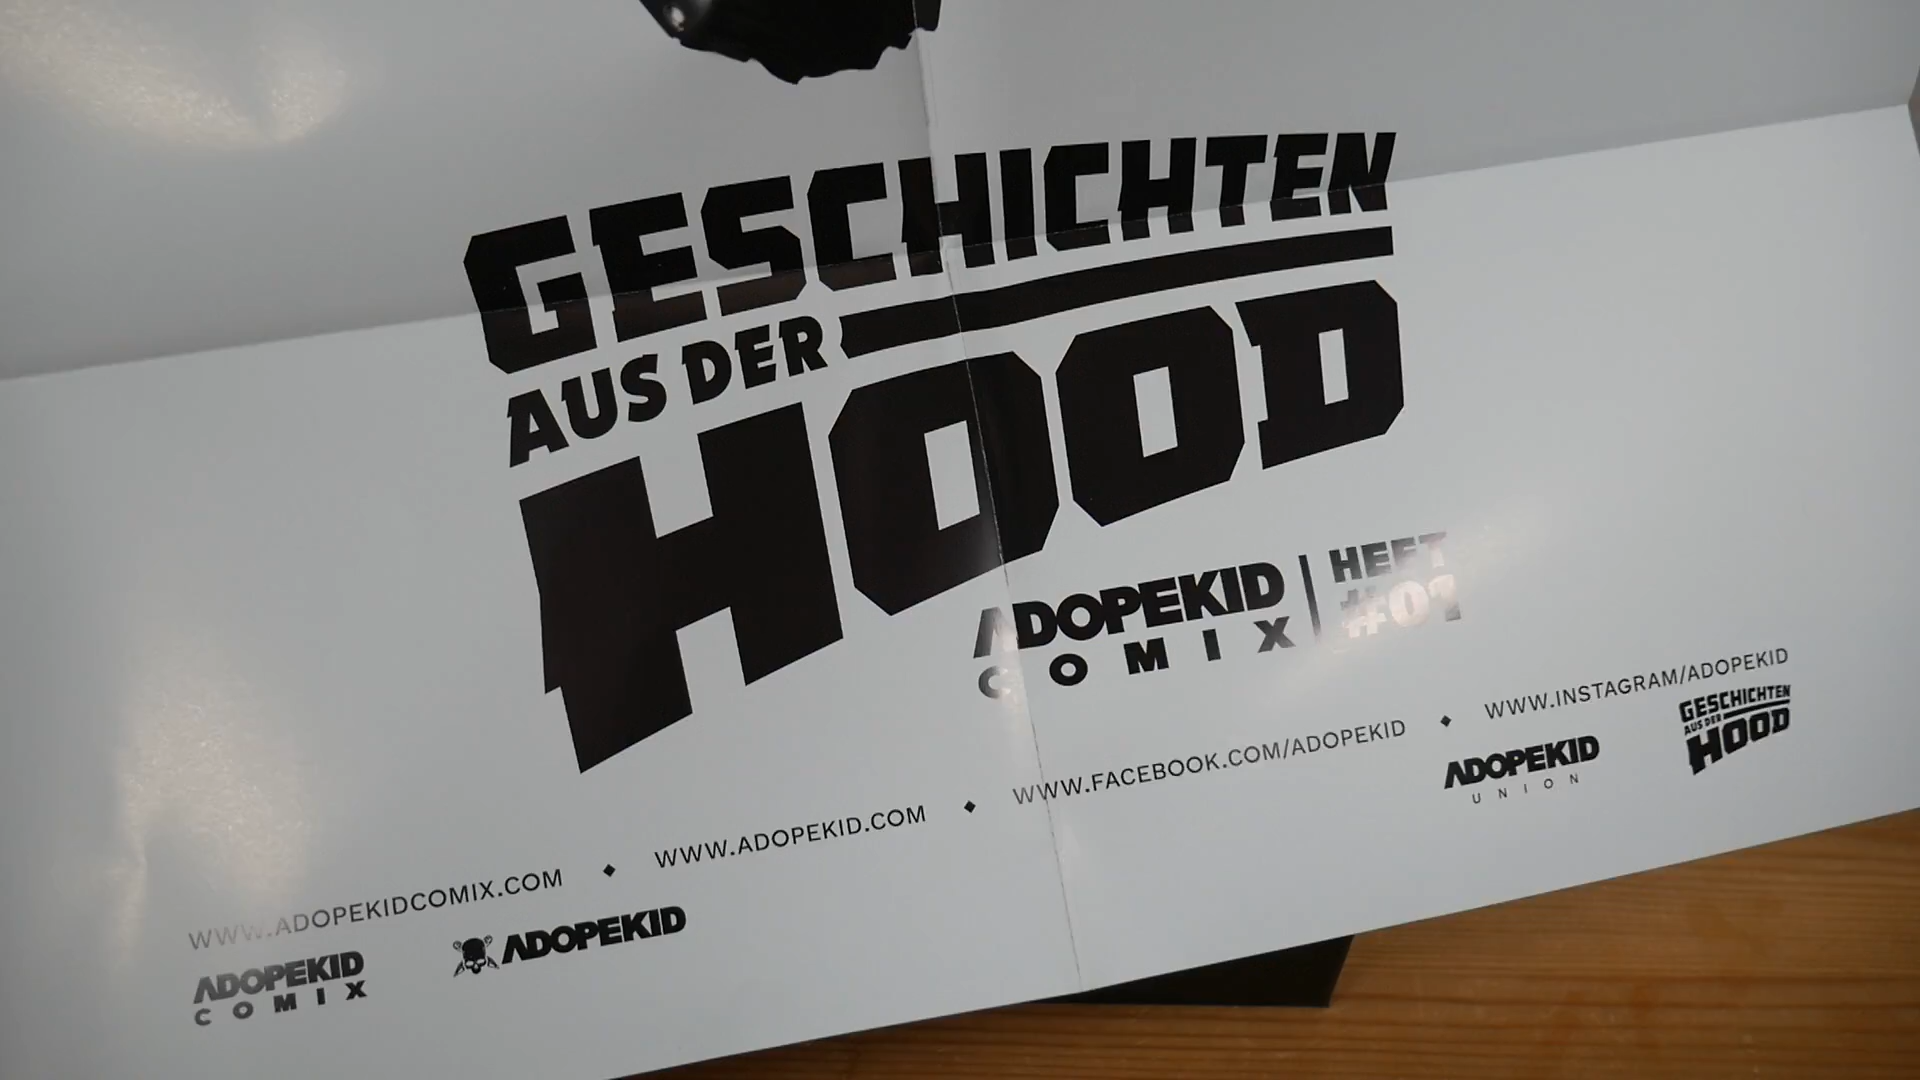 GESCHICHTEN
AUS DER
HOOD
ADOPEKID
COMIX
HEFT
#01
WWW.ADOPEKIDCOMIX.COM ◆ WWW.ADOPEKID.COM ◆ WWW.FACEBOOK.COM/ADOPEKID ◆ WWW.INSTAGRAM/ADOPEKID
ADOPEKID
COMIX
ADOPEKID
ADOPEKID
UNION
GESCHICHTEN
AUS DER
HOOD